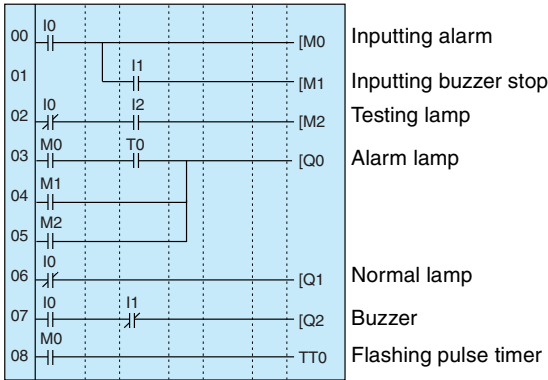 I0
00 [M0 Inputting alarm
I1
01 [M1 Inputting buzzer stop
I0 I2
02 [M2 Testing lamp
M0 T0
03 [Q0 Alarm lamp
M1
04
M2
05
I0
06 [Q1 Normal lamp
I0 I1
07 [Q2 Buzzer
M0
08 TT0 Flashing pulse timer